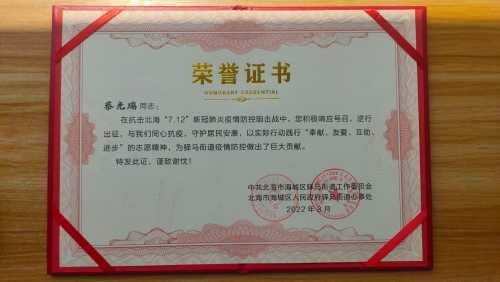 荣誉证书
HONORARY CREDENTIAL
蔡先瑞 同志：
在抗击北海“7.12”新冠肺炎疫情防控阻击战中，您积极响应号召，逆行
出征，与我们同心抗疫，守护居民安康，以实际行动践行“奉献、友爱、互助、
进步”的志愿精神，为驿马街道疫情防控做出了巨大贡献。
特发此证，谨致谢忱！
中共北海市海城区驿马街道工作委员会
北海市海城区人民政府驿马街道办事处
2022年8月